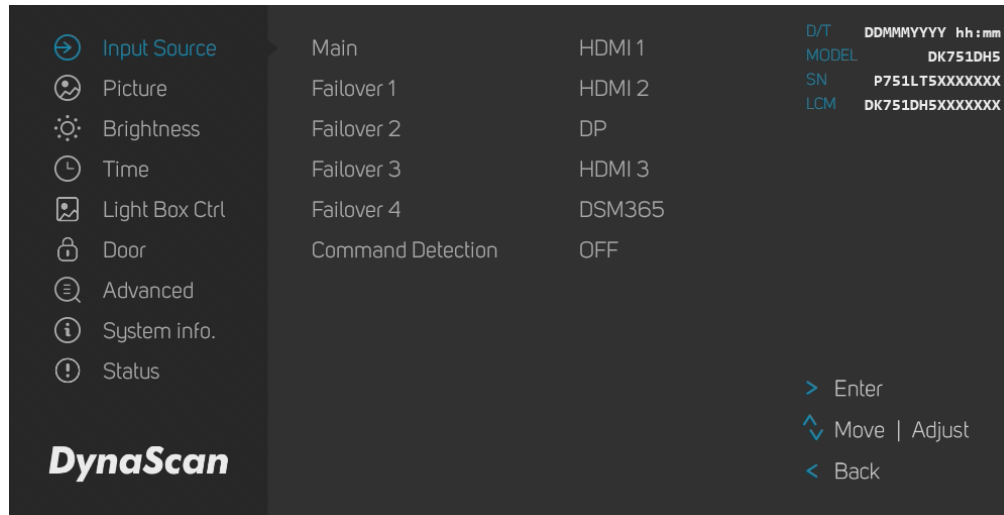 Input Source
Picture
Brightness
Time
Light Box Ctrl
Door
Advanced
System info.
Status
DynaScan
Main HDMI 1
Failover 1 HDMI 2
Failover 2 DP
Failover 3 HDMI 3
Failover 4 DSM365
Command Detection OFF
D/T DDMMMYYYY hh:mm
MODEL DK751DH5
SN P751LT5XXXXXXX
LCM DK751DH5XXXXXXX
> Enter
Move | Adjust
< Back